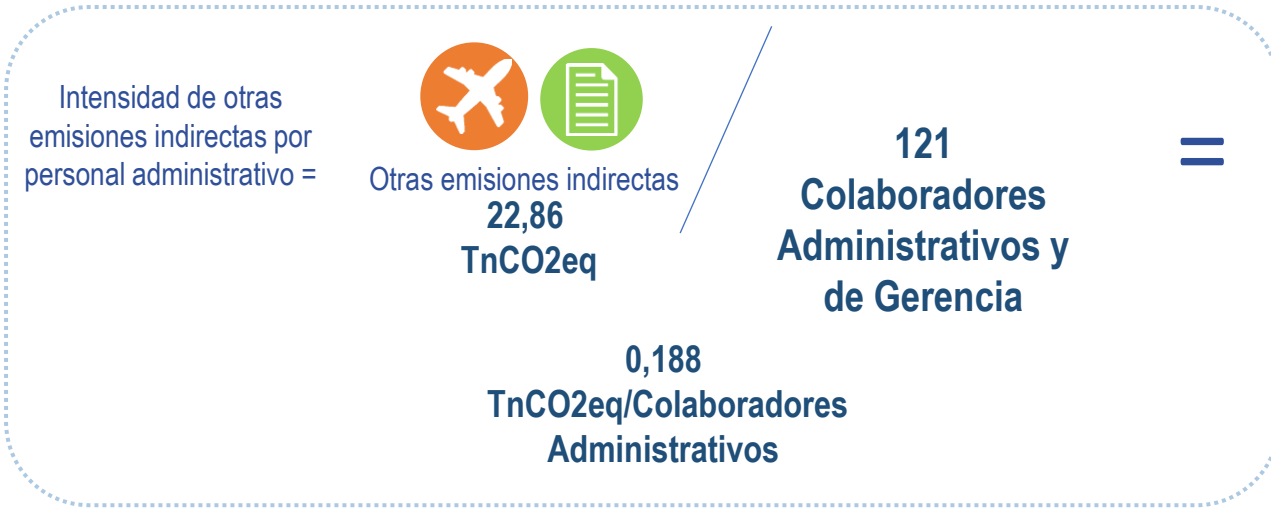 Intensidad de otras
emisiones indirectas por
personal administrativo =
Otras emisiones indirectas
22,86
TnCO2eq
121
Colaboradores
Administrativos y
de Gerencia
=
0,188
TnCO2eq/Colaboradores
Administrativos